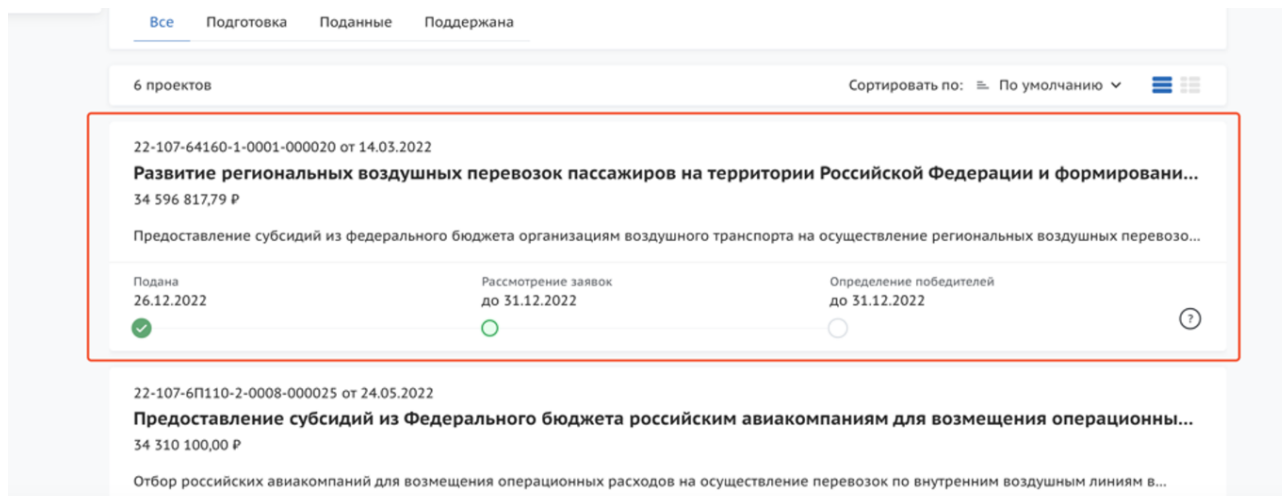 Все Подготовка Поданные Поддержана
6 проектов Сортировать по: По умолчанию
22-107-64160-1-0001-000020 от 14.03.2022
Развитие региональных воздушных перевозок пассажиров на территории Российской Федерации и формировани...
34 596 817,79 ₽
Предоставление субсидий из федерального бюджета организациям воздушного транспорта на осуществление региональных воздушных перевозо...
Подана Рассмотрение заявок Определение победителей
26.12.2022 до 31.12.2022 до 31.12.2022
?
22-107-6П110-2-0008-000025 от 24.05.2022
Предоставление субсидий из Федерального бюджета российским авиакомпаниям для возмещения операционны...
34 310 100,00 ₽
Отбор российских авиакомпаний для возмещения операционных расходов на осуществление перевозок по внутренним воздушным линиям в...